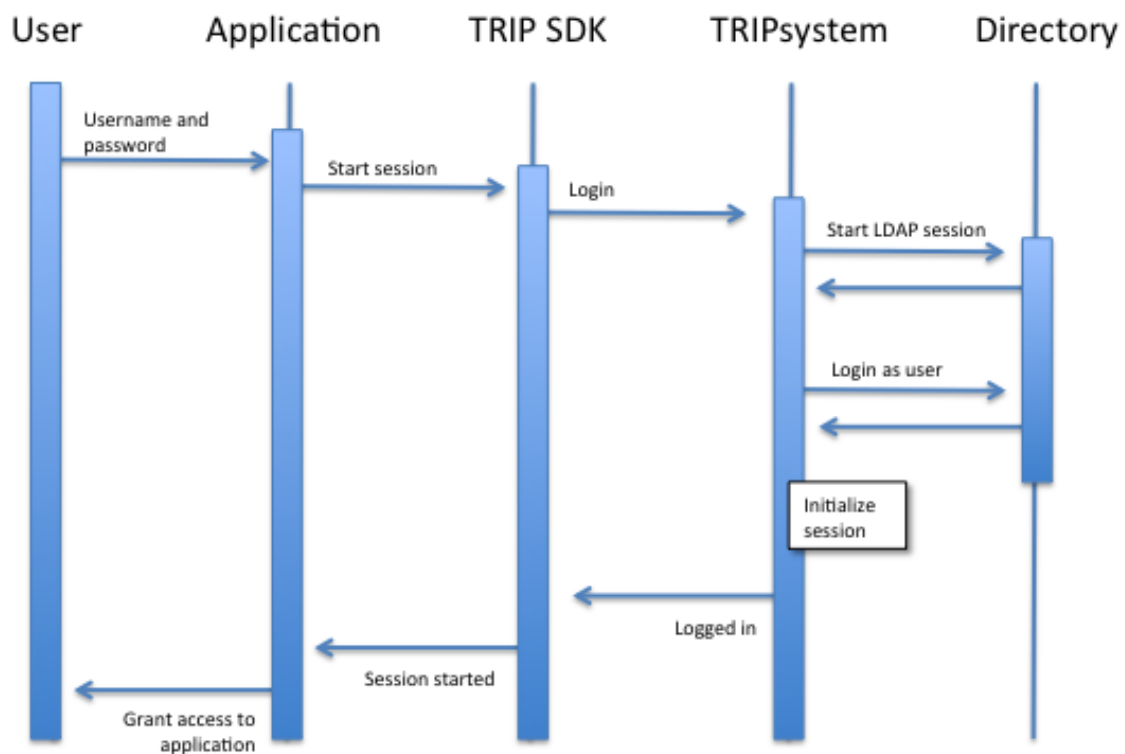 User Application TRIP SDK TRIPsystem Directory
Username and
password
Start session
Login
Start LDAP session
Login as user
Initialize
session
Logged in
Session started
Grant access to
application